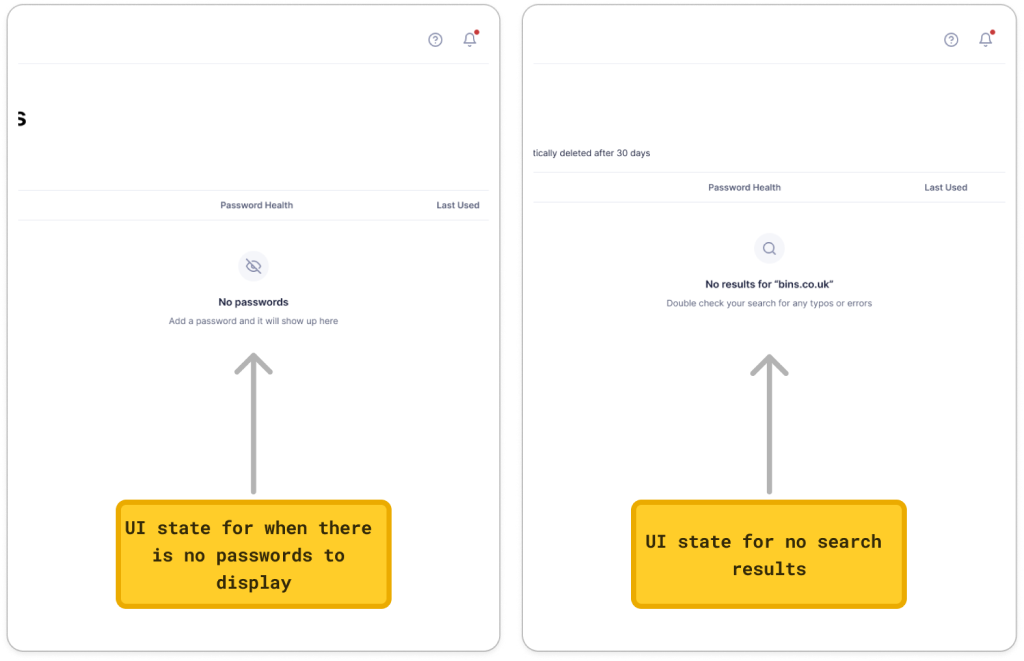 s
Password Health Last Used
No passwords
Add a password and it will show up here
UI state for when there
is no passwords to
display
tically deleted after 30 days
Password Health Last Used
No results for “bins.co.uk”
Double check your search for any typos or errors
UI state for no search
results